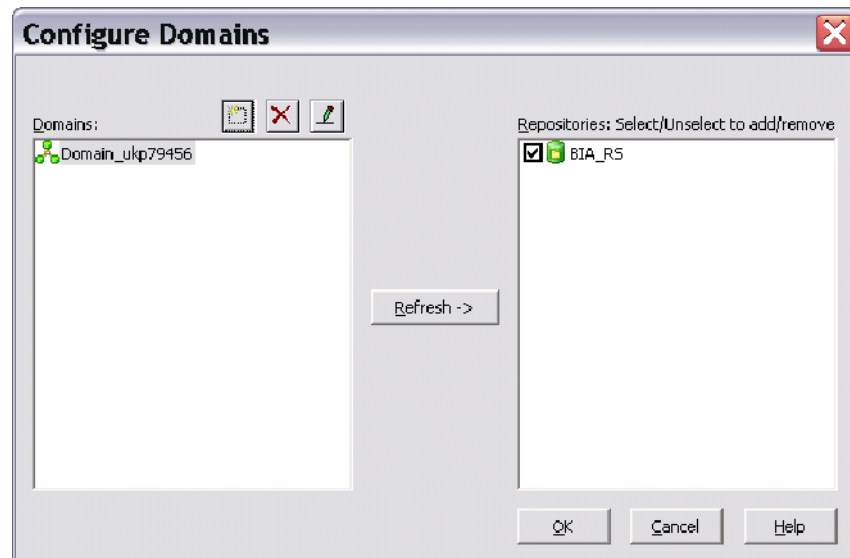 Configure Domains
Domains:
Repositories: Select/Unselect to add/remove
Domain_ukp79456
BIA_RS
Refresh ->
OK
Cancel
Help